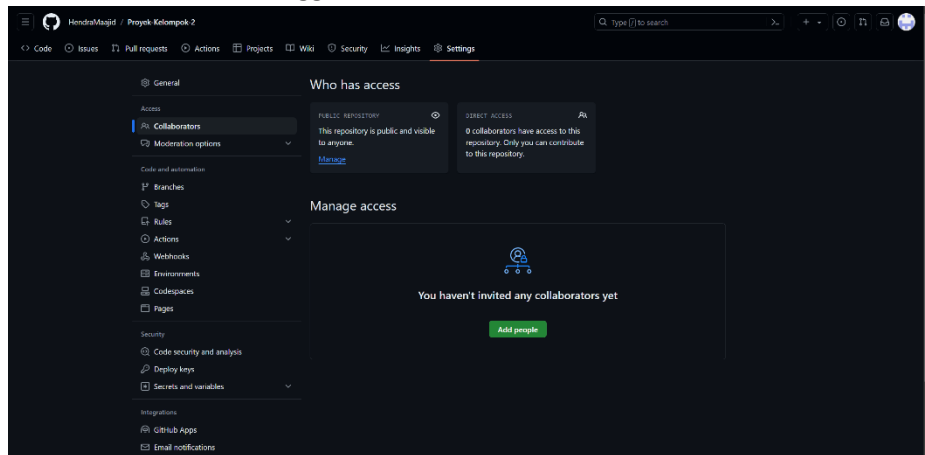 HendraMaajid / Proyek-Kelompok-2
Type / to search
Code Issues Pull requests Actions Projects Wiki Security Insights Settings
General
Access
Collaborators
Moderation options
Code and automation
Branches
Tags
Rules
Actions
Webhooks
Environments
Codespaces
Pages
Security
Code security and analysis
Deploy keys
Secrets and variables
Integrations
GitHub Apps
Email notifications
Who has access
PUBLIC REPOSITORY
This repository is public and visible
to anyone.
Manage
DIRECT ACCESS
0 collaborators have access to this
repository. Only you can contribute
to this repository.
Manage access
You haven't invited any collaborators yet
Add people